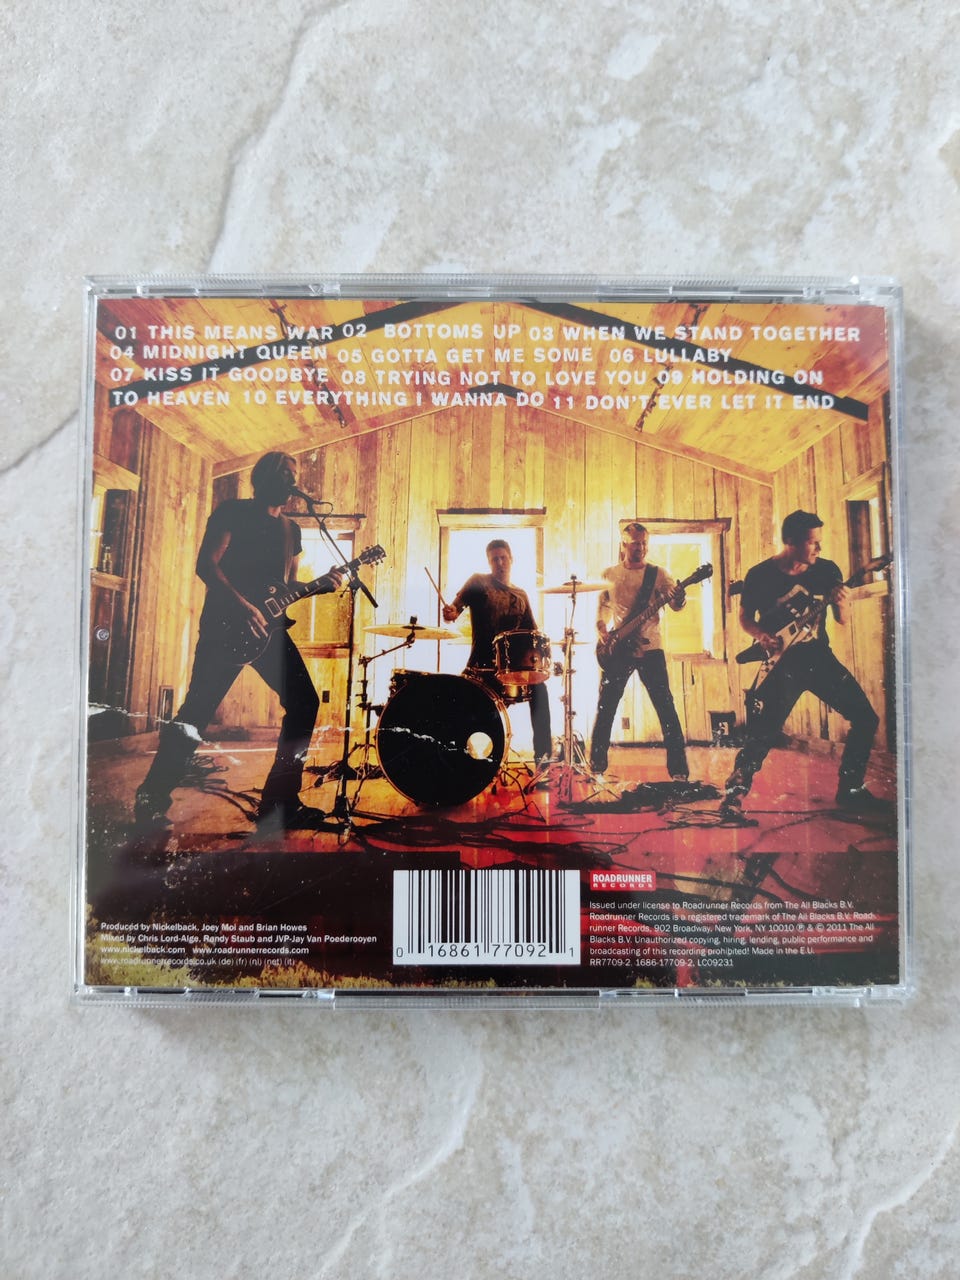 01 THIS MEANS WAR 02 BOTTOMS UP 03 WHEN WE STAND TOGETHER
04 MIDNIGHT QUEEN 05 GOTTA GET ME SOME 06 LULLABY
07 KISS IT GOODBYE 08 TRYING NOT TO LOVE YOU 09 HOLDING ON
TO HEAVEN 10 EVERYTHING I WANNA DO 11 DON'T EVER LET IT END
Produced by Nickelback, Joey Moi and Brian Howes
Mixed by Chris Lord-Alge, Randy Staub and JVP-Jay Van Poederooyen
www.nickelback.com www.roadrunnerrecords.com
www.roadrunnerrecords.co.uk (de) (fr) (nl) (net) (it)
0 16861 77092 1
ROADRUNNER
RECORDS
Issued under license to Roadrunner Records from The All Blacks B.V.
Roadrunner Records is a registered trademark of The All Blacks B.V. Road-
runner Records, 902 Broadway, New York, NY 10010 ℗ & © 2011 The All
Blacks B.V. Unauthorized copying, hiring, lending, public performance and
broadcasting of this recording prohibited! Made in the E.U.
RR7709-2, 1686-17709-2, LC09231